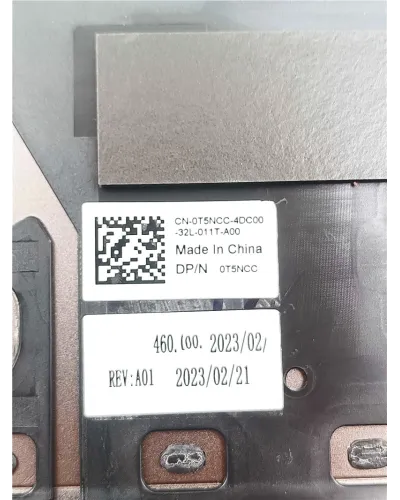 CN-0T5NCC-4DC00
-32L-011T-A00
Made In China
DP/N 0T5NCC
460.(00. 2023/02/
REV:A01 2023/02/21